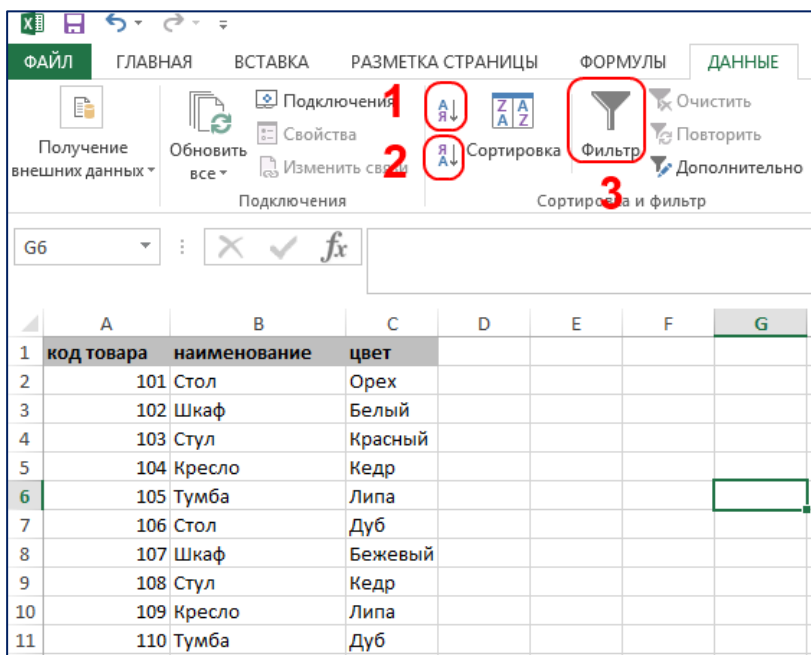 ФАЙЛ ГЛАВНАЯ ВСТАВКА РАЗМЕТКА СТРАНИЦЫ ФОРМУЛЫ ДАННЫЕ
Получение
внешних данных
Обновить
все
Подключения
Свойства
Изменить связи
Подключения
1
2
А
Я
Я
А
Z A
A Z
Сортировка
Фильтр
3
Очистить
Повторить
Дополнительно
Сортировка и фильтр
G6 fx
A B C D E F G
1 код товара наименование цвет
2 101 Стол Орех
3 102 Шкаф Белый
4 103 Стул Красный
5 104 Кресло Кедр
6 105 Тумба Липа
7 106 Стол Дуб
8 107 Шкаф Бежевый
9 108 Стул Кедр
10 109 Кресло Липа
11 110 Тумба Дуб